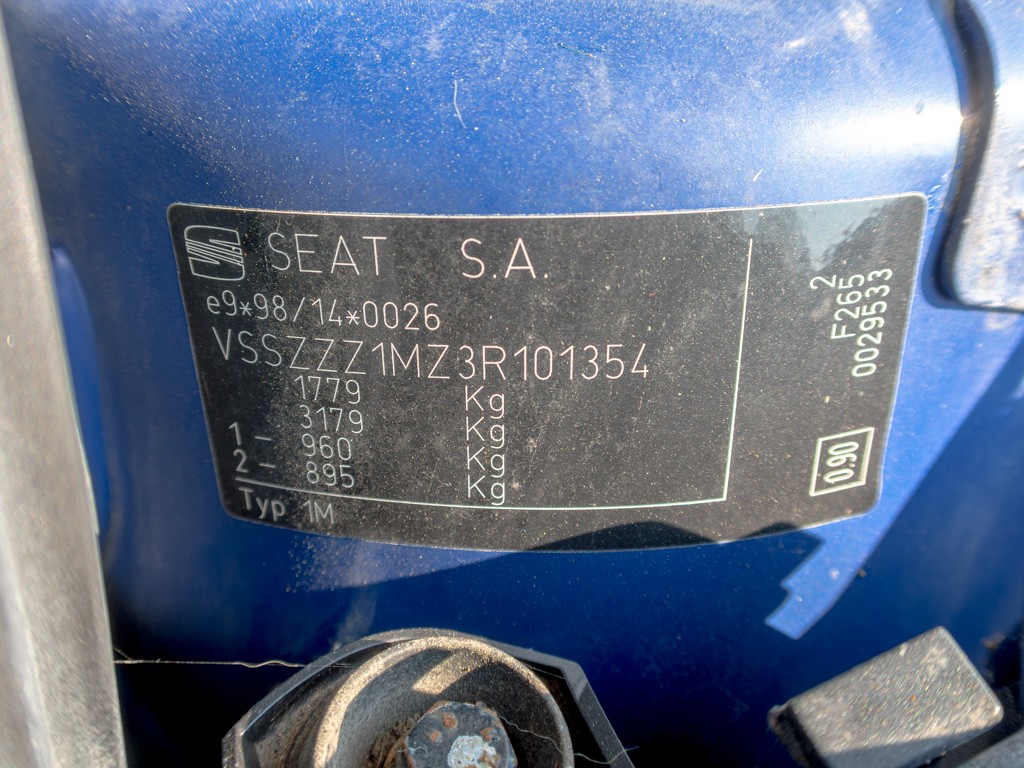 SEAT S.A.
e9*98/14*0026
VSSZZZ1MZ3R101354
1779 Kg
3179 Kg
1- 960 Kg
2- 895 Kg
Typ 1M
2
F265
0029533
0.90